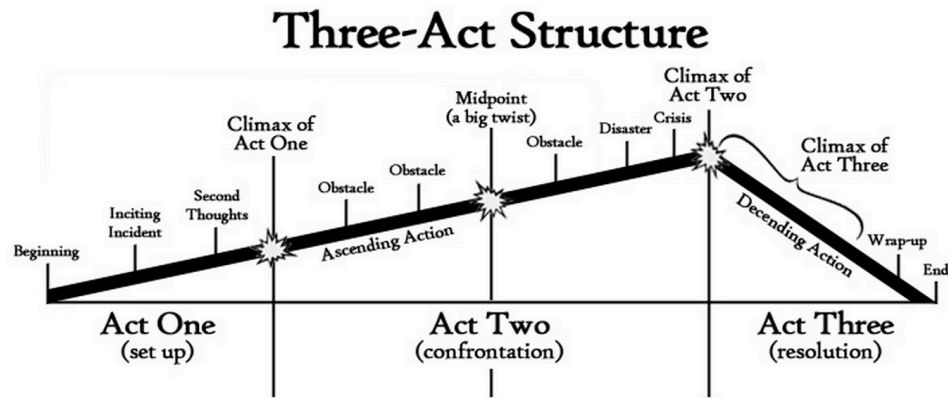 Three-Act Structure
Climax of
Act Two
Midpoint
(a big twist)
Crisis
Climax of
Act One
Disaster
Obstacle
Climax of
Act Three
Obstacle
Obstacle
Second
Thoughts
Inciting
Incident
Beginning
Ascending Action
Decending Action
Wrap-up
End
Act One
(set up)
Act Two
(confrontation)
Act Three
(resolution)